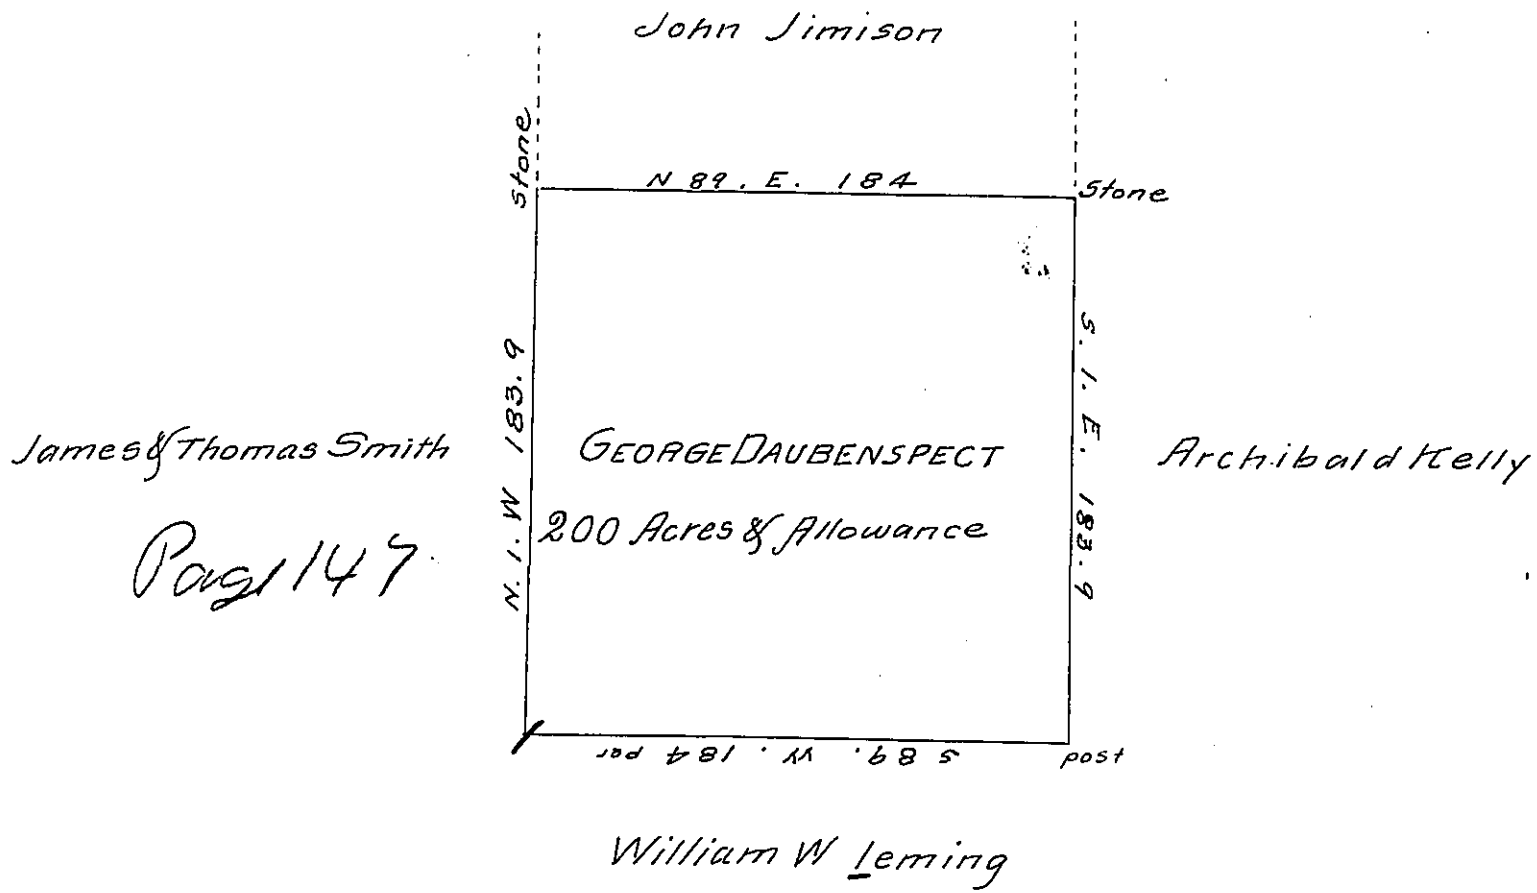 John Jimison
Stone
N 89. E. 184
Stone
N. 1. W 183.9
S. 1. E. 183.9
James & Thomas Smith
GEORGE DAUBENSPECT
Archibald Kelly
200 Acres & Allowance
Page 147
S 89. W. 184 per
post
William W leming